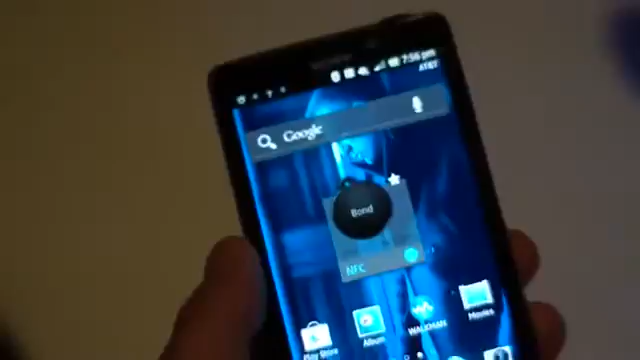 7:56 pm
AT&T
Google
Bond
NFC
Play Store
Album
WALKMAN
Movies